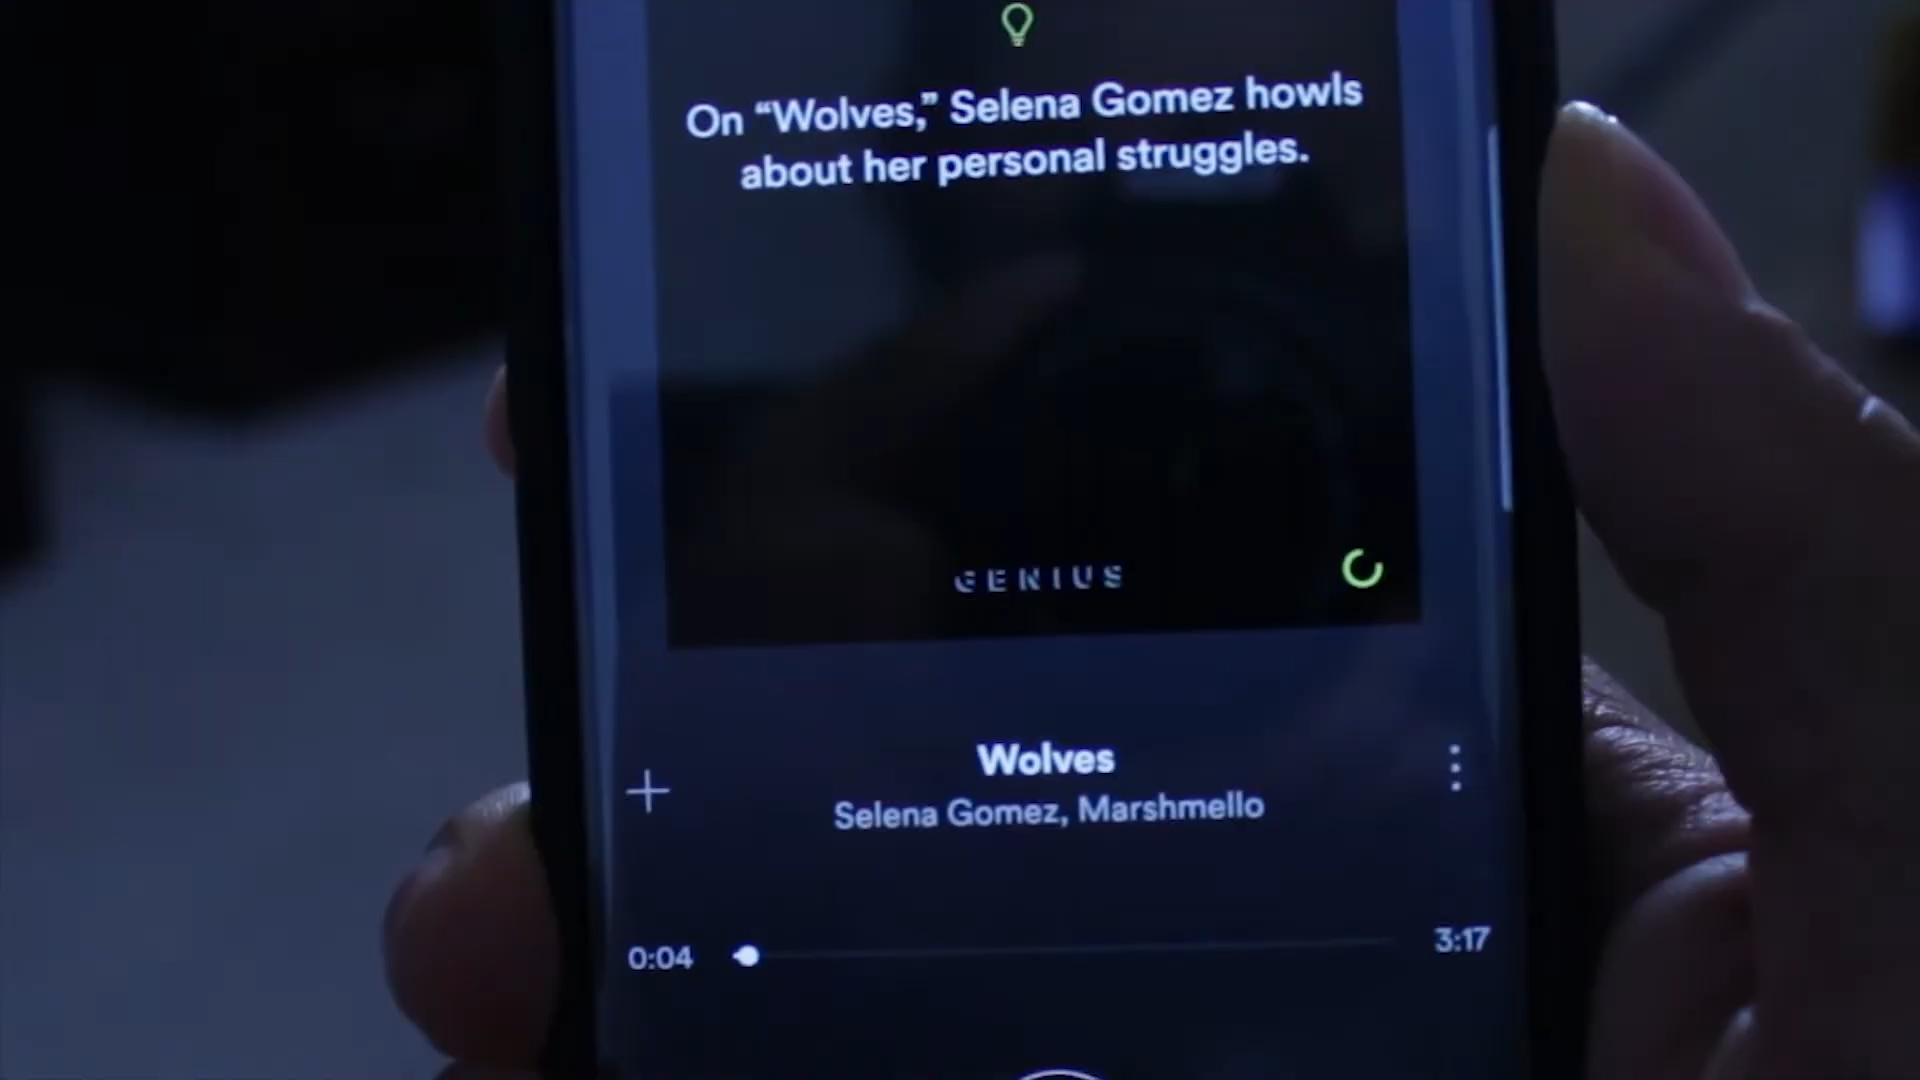 On “Wolves,” Selena Gomez howls
about her personal struggles.
GENIUS
Wolves
Selena Gomez, Marshmello
0:04
3:17